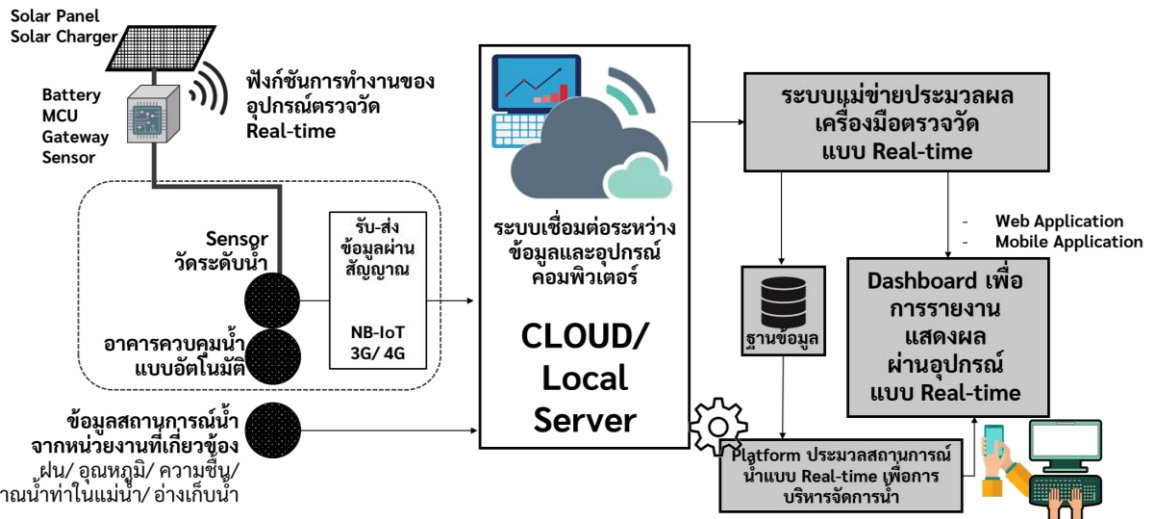 Solar Panel
Solar Charger
Battery
MCU
Gateway
Sensor
ฟังก์ชันการทำงานของ
อุปกรณ์ตรวจวัด
Real-time
Sensor
วัดระดับน้ำ
อาคารควบคุมน้ำ
แบบอัตโนมัติ
รับ-ส่ง
ข้อมูลผ่าน
สัญญาณ
NB-IoT
3G/ 4G
ข้อมูลสถานการณ์น้ำ
จากหน่วยงานที่เกี่ยวข้อง
ฝน/ อุณหภูมิ/ ความชื้น/
าณน้ำท่าในแม่น้ำ/ อ่างเก็บน้ำ
ระบบเชื่อมต่อระหว่าง
ข้อมูลและอุปกรณ์
คอมพิวเตอร์
CLOUD/
Local
Server
ระบบแม่ข่ายประมวลผล
เครื่องมือตรวจวัด
แบบ Real-time
- Web Application
- Mobile Application
ฐานข้อมูล
Dashboard เพื่อ
การรายงาน
แสดงผล
ผ่านอุปกรณ์
แบบ Real-time
Platform ประมวลสถานการณ์
น้ำแบบ Real-time เพื่อการ
บริหารจัดการน้ำ